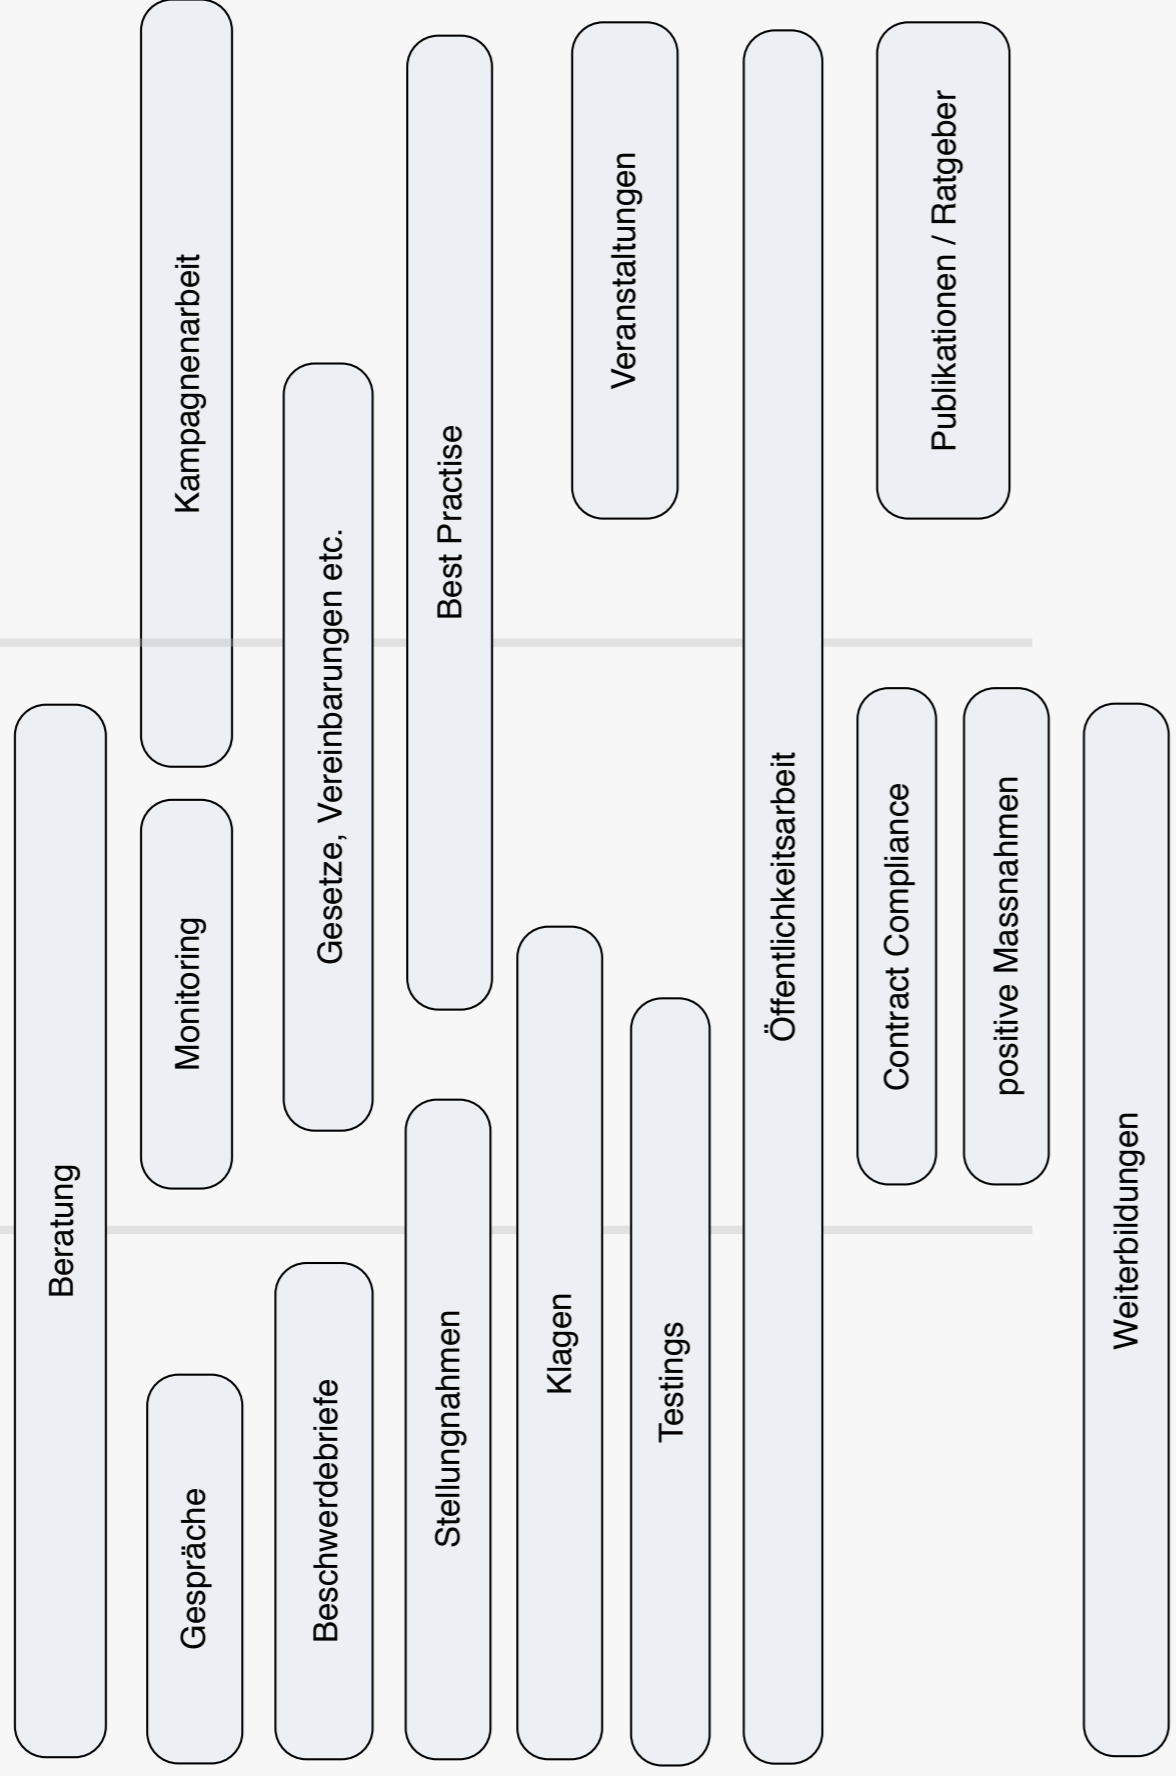 Kampagnenarbeit
Best Practise
Veranstaltungen
Öffentlichkeitsarbeit
Publikationen / Ratgeber
Gesetze, Vereinbarungen etc.
Beratung
Monitoring
Contract Compliance
positive Massnahmen
Weiterbildungen
Klagen
Testings
Stellungnahmen
Beschwerdebriefe
Gespräche